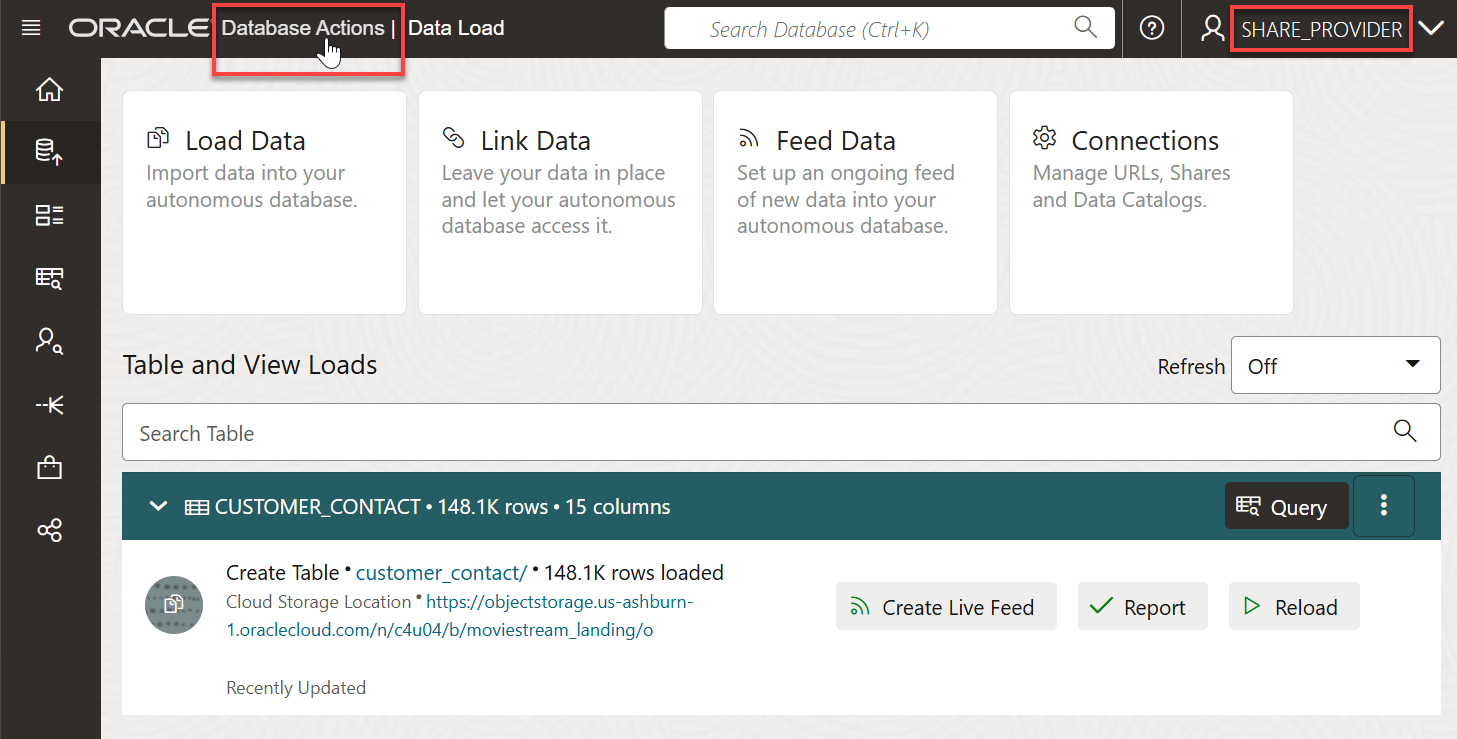 ORACLE Database Actions | Data Load
Search Database (Ctrl+K)
SHARE_PROVIDER
Load Data
Import data into your
autonomous database.
Link Data
Leave your data in place
and let your autonomous
database access it.
Feed Data
Set up an ongoing feed
of new data into your
autonomous database.
Connections
Manage URLs, Shares
and Data Catalogs.
Table and View Loads
Refresh
Off
Search Table
CUSTOMER_CONTACT • 148.1K rows • 15 columns
Query
Create Table • customer_contact/ • 148.1K rows loaded
Cloud Storage Location • https://objectstorage.us-ashburn-
1.oraclecloud.com/n/c4u04/b/moviestream_landing/o
Recently Updated
Create Live Feed
Report
Reload